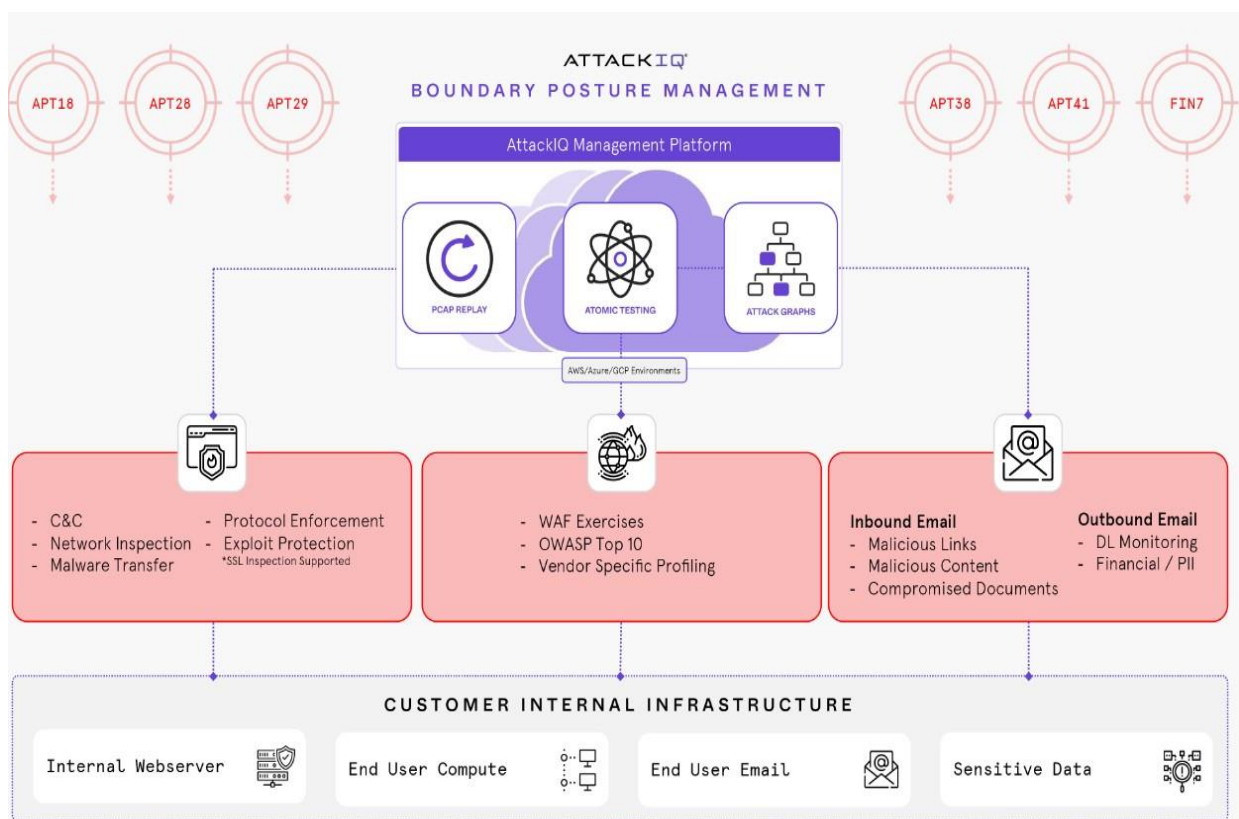 ATTACKIQ
BOUNDARY POSTURE MANAGEMENT
APT18
APT28
APT29
APT38
APT41
FIN7
AttackIQ Management Platform
PCAP REPLAY
ATOMIC TESTING
ATTACK GRAPHS
AWS/Azure/GCP Environments
- C&C
- Network Inspection
- Malware Transfer
- Protocol Enforcement
- Exploit Protection
*SSL Inspection Supported
- WAF Exercises
- OWASP Top 10
- Vendor Specific Profiling
Inbound Email
- Malicious Links
- Malicious Content
- Compromised Documents
Outbound Email
- DL Monitoring
- Financial / PII
CUSTOMER INTERNAL INFRASTRUCTURE
Internal Webserver
End User Compute
End User Email
Sensitive Data